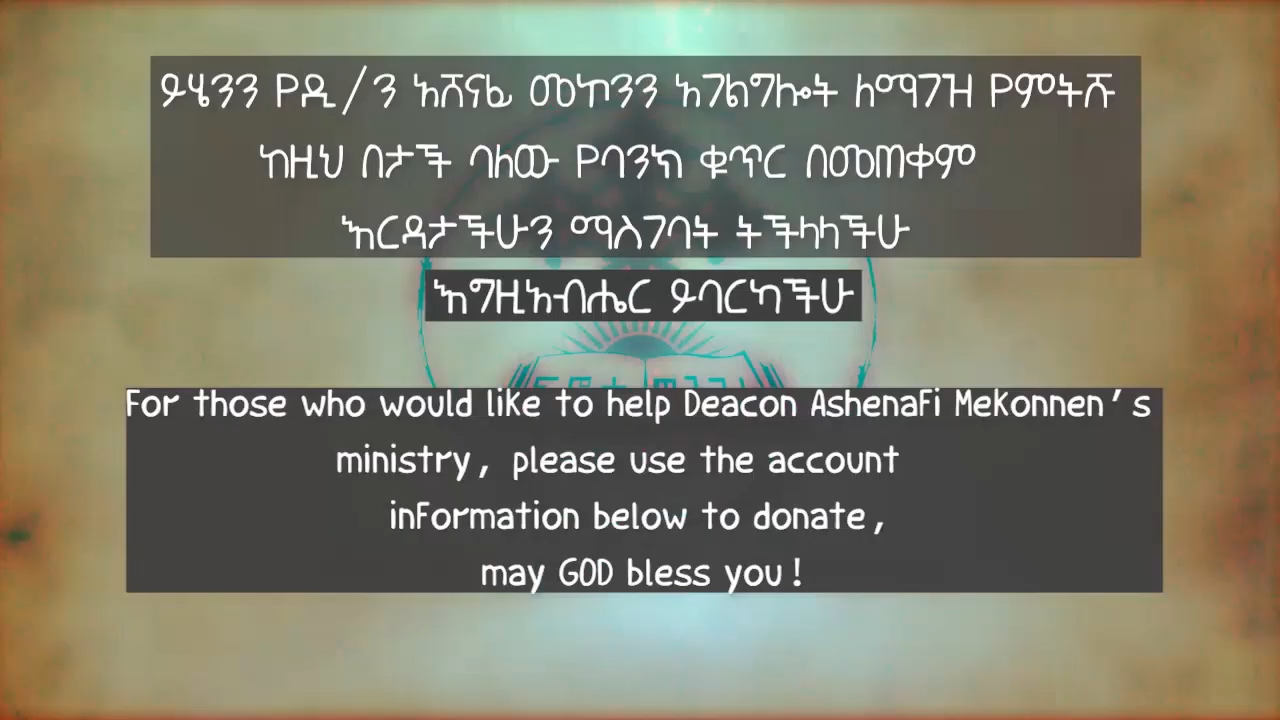 ይሄንን የዲ/ን አሸናፊ መኮንን አገልግሎት ለማገዝ የምትሹ
ከዚህ በታች ባለው የባንክ ቁጥር በመጠቀም
እርዳታችሁን ማስገባት ትችላላችሁ
እግዚአብሔር ይባርካችሁ
For those who would like to help Deacon Ashenafi Mekonnen's
ministry, please use the account
information below to donate,
may GOD bless you!